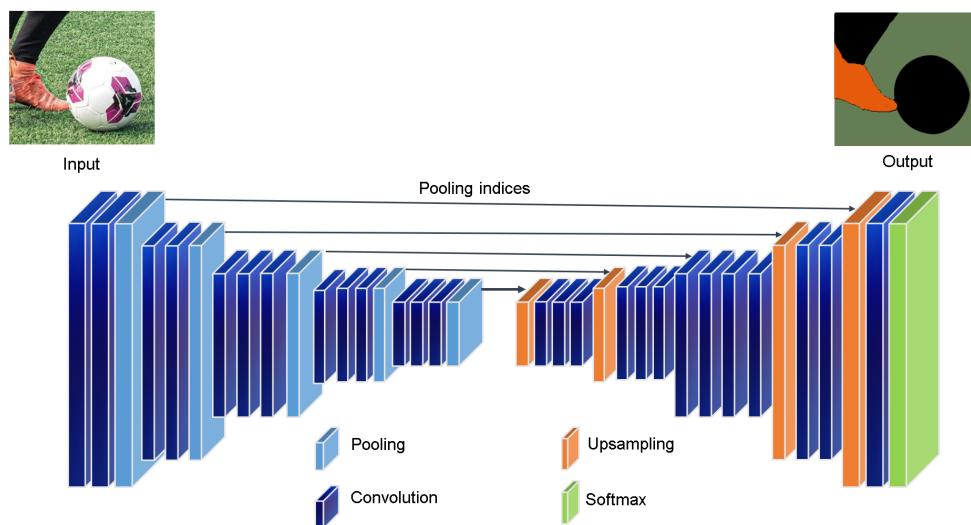 Input
Output
Pooling indices
Pooling
Upsampling
Convolution
Softmax